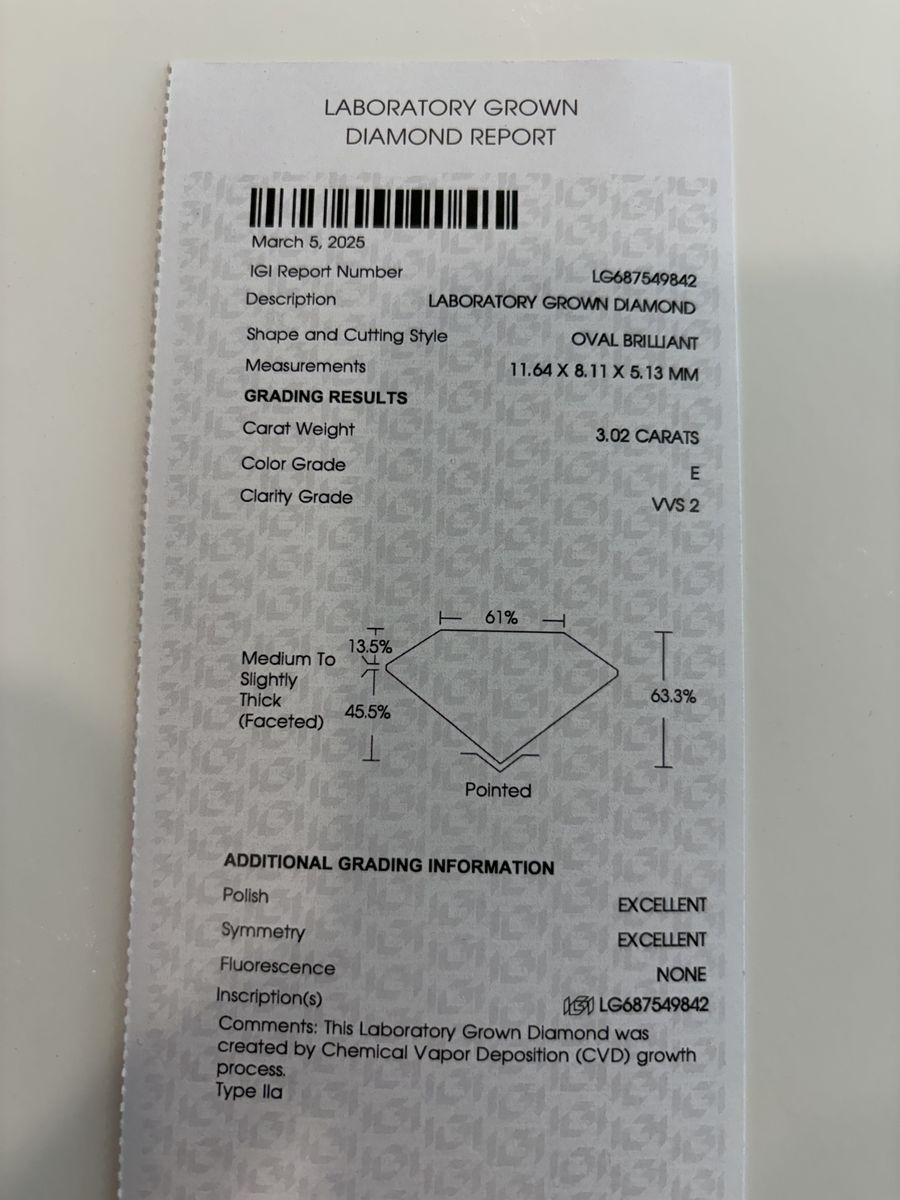 LABORATORY GROWN
DIAMOND REPORT
March 5, 2025
IGI Report Number LG687549842
Description LABORATORY GROWN DIAMOND
Shape and Cutting Style OVAL BRILLIANT
Measurements 11.64 X 8.11 X 5.13 MM
GRADING RESULTS
Carat Weight 3.02 CARATS
Color Grade E
Clarity Grade VVS 2
61%
13.5%
Medium To
Slightly
Thick
(Faceted)
45.5%
63.3%
Pointed
ADDITIONAL GRADING INFORMATION
Polish EXCELLENT
Symmetry EXCELLENT
Fluorescence NONE
Inscription(s) IGI LG687549842
Comments: This Laboratory Grown Diamond was
created by Chemical Vapor Deposition (CVD) growth
process.
Type IIa